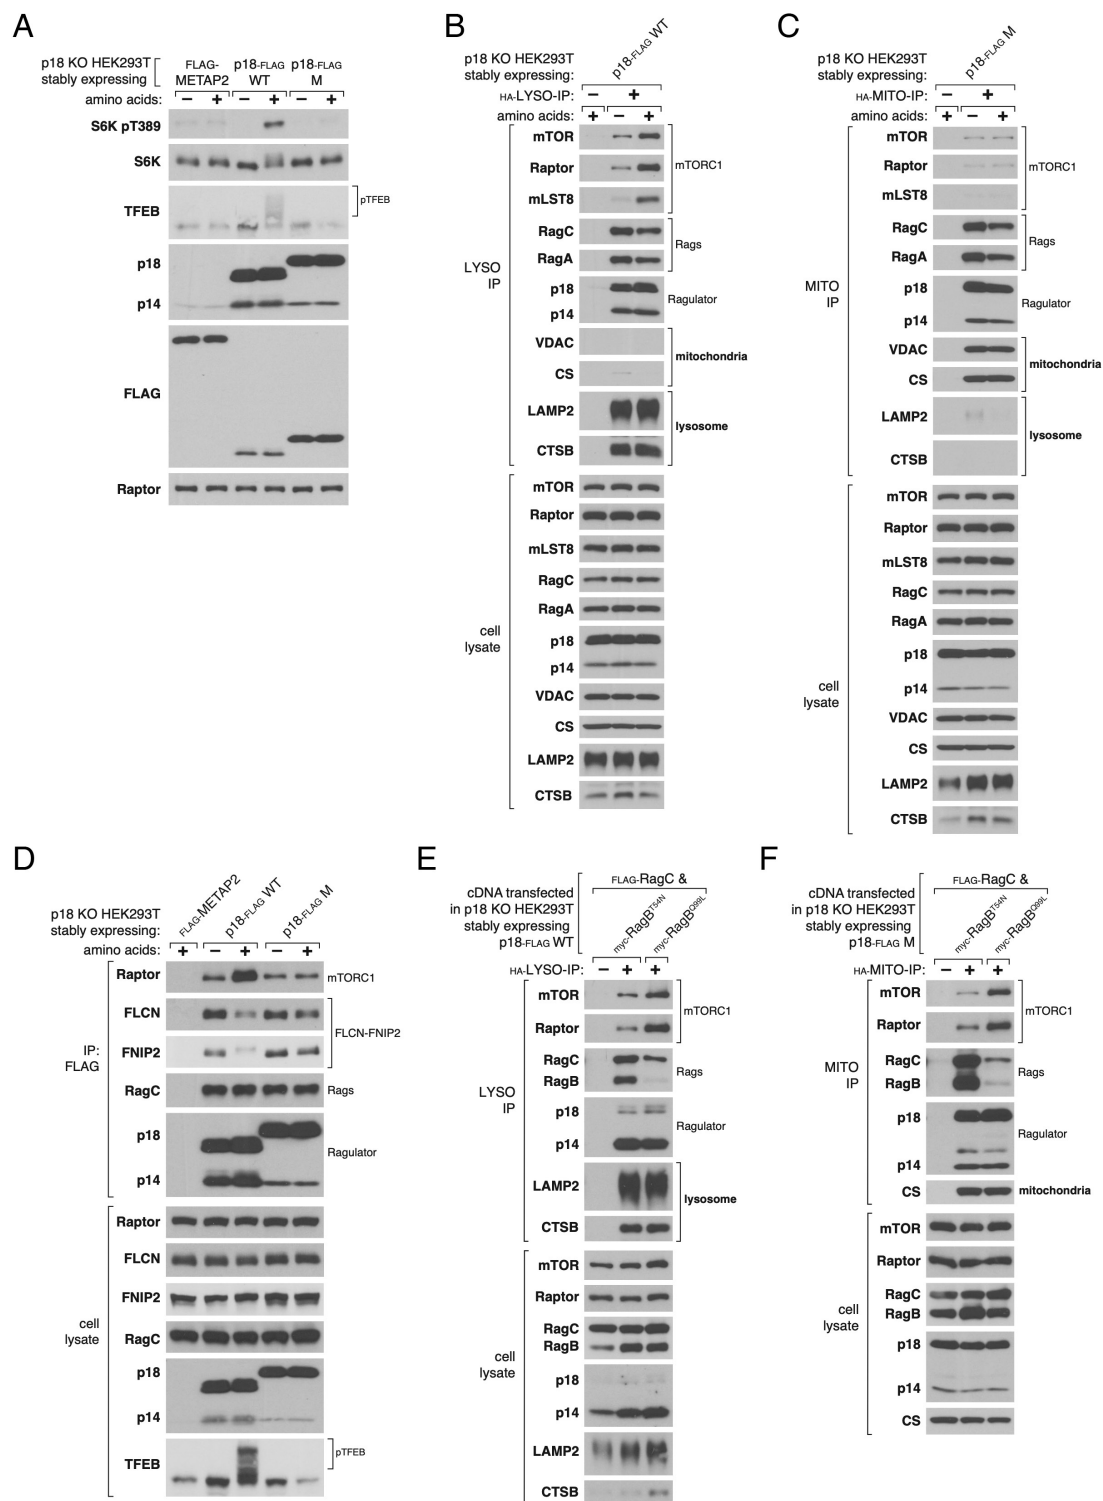 A
p18 KO HEK293T
stably expressing
FLAG-
METAP2
p18-FLAG
WT
p18-FLAG
M
amino acids:
− + − + − +
S6K pT389
S6K
TFEB
pTFEB
p18
p14
FLAG
Raptor
B
p18 KO HEK293T
stably expressing:
p18-FLAG WT
HA-LYSO-IP: − +
amino acids: + − +
LYSO
IP
mTOR
Raptor
mLST8
mTORC1
RagC
RagA
Rags
p18
p14
Ragulator
VDAC
CS
mitochondria
LAMP2
CTSB
lysosome
cell
lysate
mTOR
Raptor
mLST8
RagC
RagA
p18
p14
VDAC
CS
LAMP2
CTSB
C
p18 KO HEK293T
stably expressing:
p18-FLAG M
HA-MITO-IP: − +
amino acids: + − +
MITO
IP
mTOR
Raptor
mLST8
mTORC1
RagC
RagA
Rags
p18
p14
Ragulator
VDAC
CS
mitochondria
LAMP2
CTSB
lysosome
cell
lysate
mTOR
Raptor
mLST8
RagC
RagA
p18
p14
VDAC
CS
LAMP2
CTSB
D
p18 KO HEK293T
stably expressing:
FLAG-METAP2
p18-FLAG WT
p18-FLAG M
amino acids: + − + − +
IP:
FLAG
Raptor
mTORC1
FLCN
FNIP2
FLCN-FNIP2
RagC
Rags
p18
p14
Ragulator
cell
lysate
Raptor
FLCN
FNIP2
RagC
p18
p14
TFEB
pTFEB
E
cDNA transfected
in p18 KO HEK293T
stably expressing
p18-FLAG WT
FLAG-RagC &
myc-RagBT54N
myc-RagBQ99L
HA-LYSO-IP: − + +
LYSO
IP
mTOR
Raptor
mTORC1
RagC
RagB
Rags
p18
p14
Ragulator
LAMP2
CTSB
lysosome
cell
lysate
mTOR
Raptor
RagC
RagB
p18
p14
LAMP2
CTSB
F
cDNA transfected
in p18 KO HEK293T
stably expressing
p18-FLAG M
FLAG-RagC &
myc-RagBT54N
myc-RagBQ99L
HA-MITO-IP: − + +
MITO
IP
mTOR
Raptor
mTORC1
RagC
RagB
Rags
p18
p14
Ragulator
CS
mitochondria
cell
lysate
mTOR
Raptor
RagC
RagB
p18
p14
CS